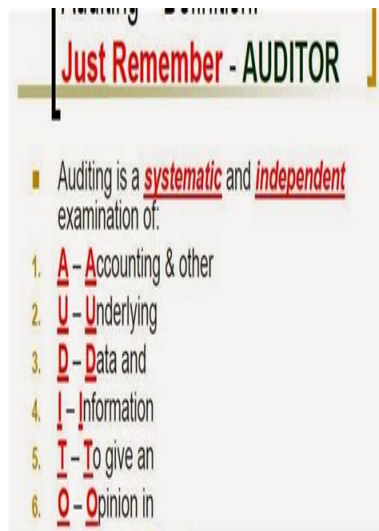 Just Remember - AUDITOR
Auditing is a systematic and independent
examination of:
1. A – Accounting & other
2. U – Underlying
3. D – Data and
4. I – Information
5. T – To give an
6. O – Opinion in